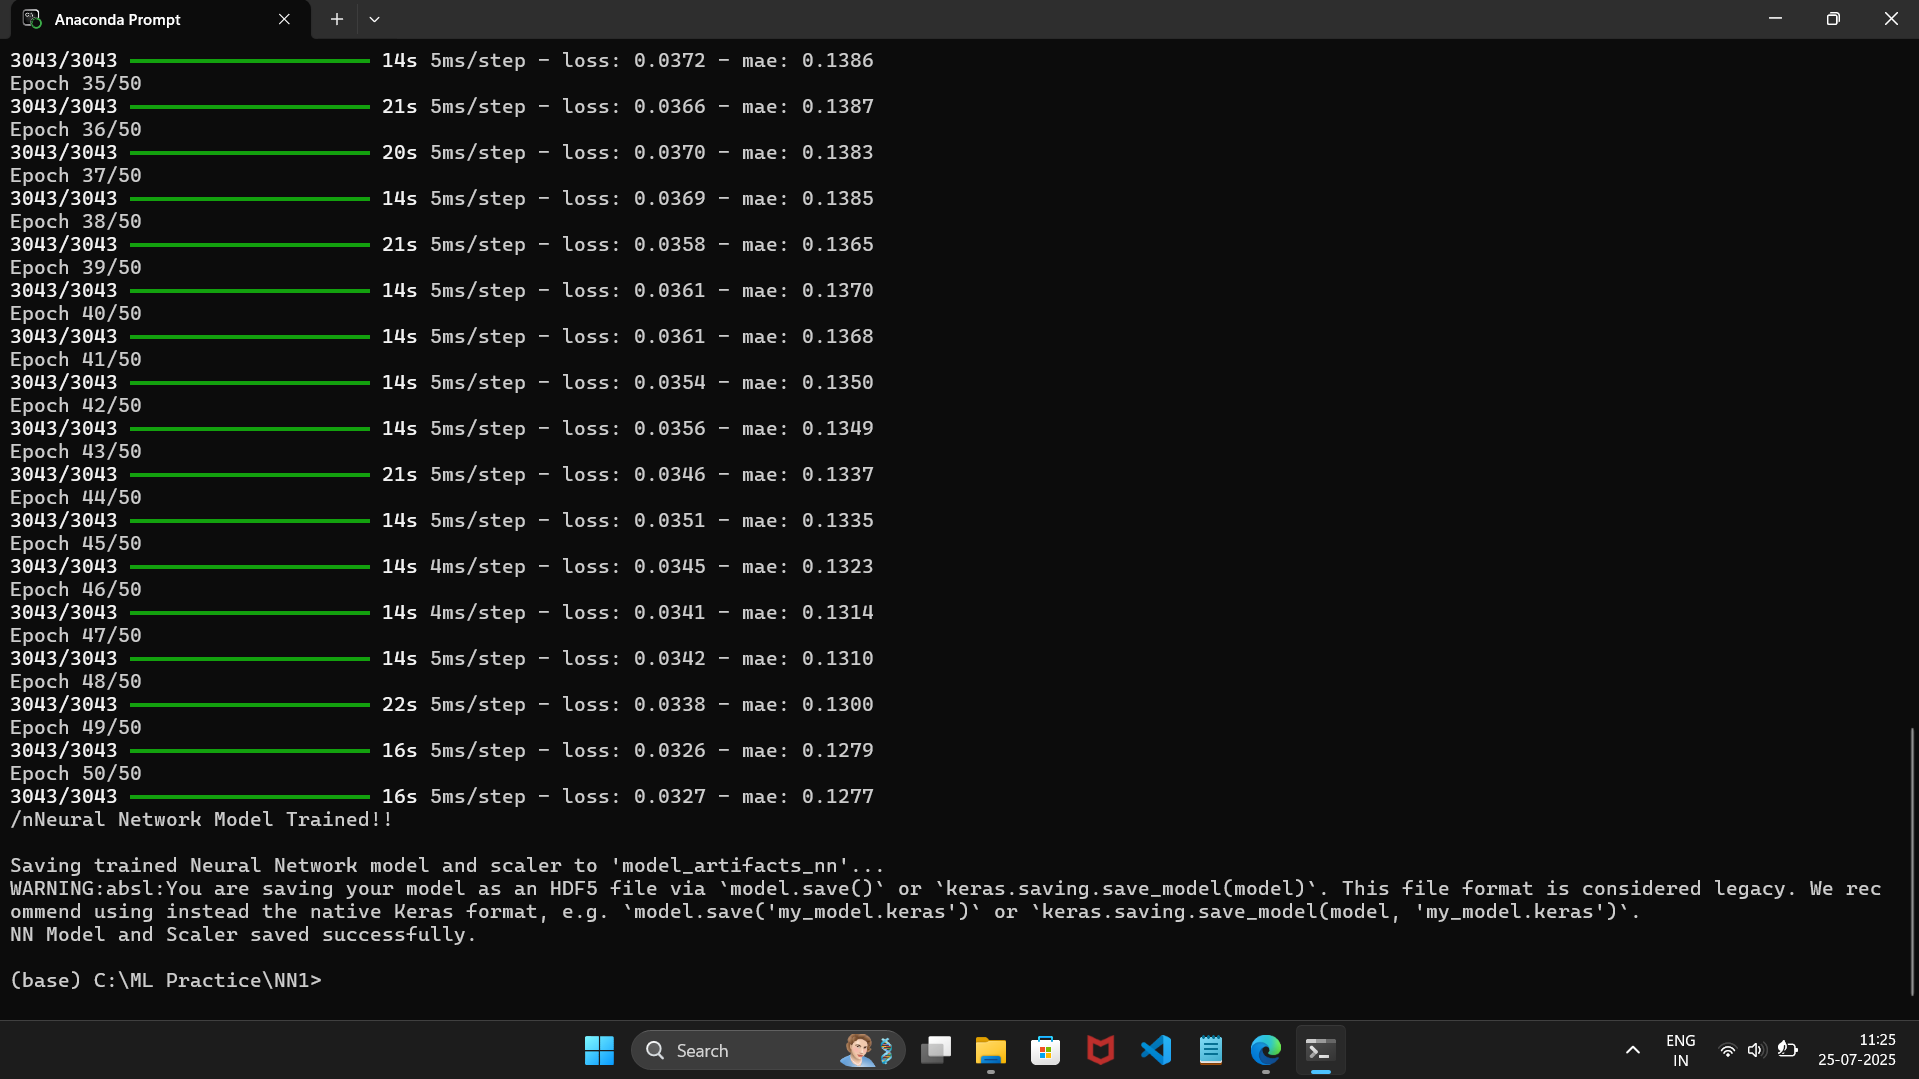 Anaconda Prompt
3043/3043 14s 5ms/step - loss: 0.0372 - mae: 0.1386
Epoch 35/50
3043/3043 21s 5ms/step - loss: 0.0366 - mae: 0.1387
Epoch 36/50
3043/3043 20s 5ms/step - loss: 0.0370 - mae: 0.1383
Epoch 37/50
3043/3043 14s 5ms/step - loss: 0.0369 - mae: 0.1385
Epoch 38/50
3043/3043 21s 5ms/step - loss: 0.0358 - mae: 0.1365
Epoch 39/50
3043/3043 14s 5ms/step - loss: 0.0361 - mae: 0.1370
Epoch 40/50
3043/3043 14s 5ms/step - loss: 0.0361 - mae: 0.1368
Epoch 41/50
3043/3043 14s 5ms/step - loss: 0.0354 - mae: 0.1350
Epoch 42/50
3043/3043 14s 5ms/step - loss: 0.0356 - mae: 0.1349
Epoch 43/50
3043/3043 21s 5ms/step - loss: 0.0346 - mae: 0.1337
Epoch 44/50
3043/3043 14s 5ms/step - loss: 0.0351 - mae: 0.1335
Epoch 45/50
3043/3043 14s 4ms/step - loss: 0.0345 - mae: 0.1323
Epoch 46/50
3043/3043 14s 4ms/step - loss: 0.0341 - mae: 0.1314
Epoch 47/50
3043/3043 14s 5ms/step - loss: 0.0342 - mae: 0.1310
Epoch 48/50
3043/3043 22s 5ms/step - loss: 0.0338 - mae: 0.1300
Epoch 49/50
3043/3043 16s 5ms/step - loss: 0.0326 - mae: 0.1279
Epoch 50/50
3043/3043 16s 5ms/step - loss: 0.0327 - mae: 0.1277
/nNeural Network Model Trained!!
Saving trained Neural Network model and scaler to 'model_artifacts_nn'...
WARNING:absl:You are saving your model as an HDF5 file via `model.save()` or `keras.saving.save_model(model)`. This file format is considered legacy. We rec
ommend using instead the native Keras format, e.g. `model.save('my_model.keras')` or `keras.saving.save_model(model, 'my_model.keras')`.
NN Model and Scaler saved successfully.
(base) C:\ML Practice\NN1>
Search
ENG
IN
11:25
25-07-2025